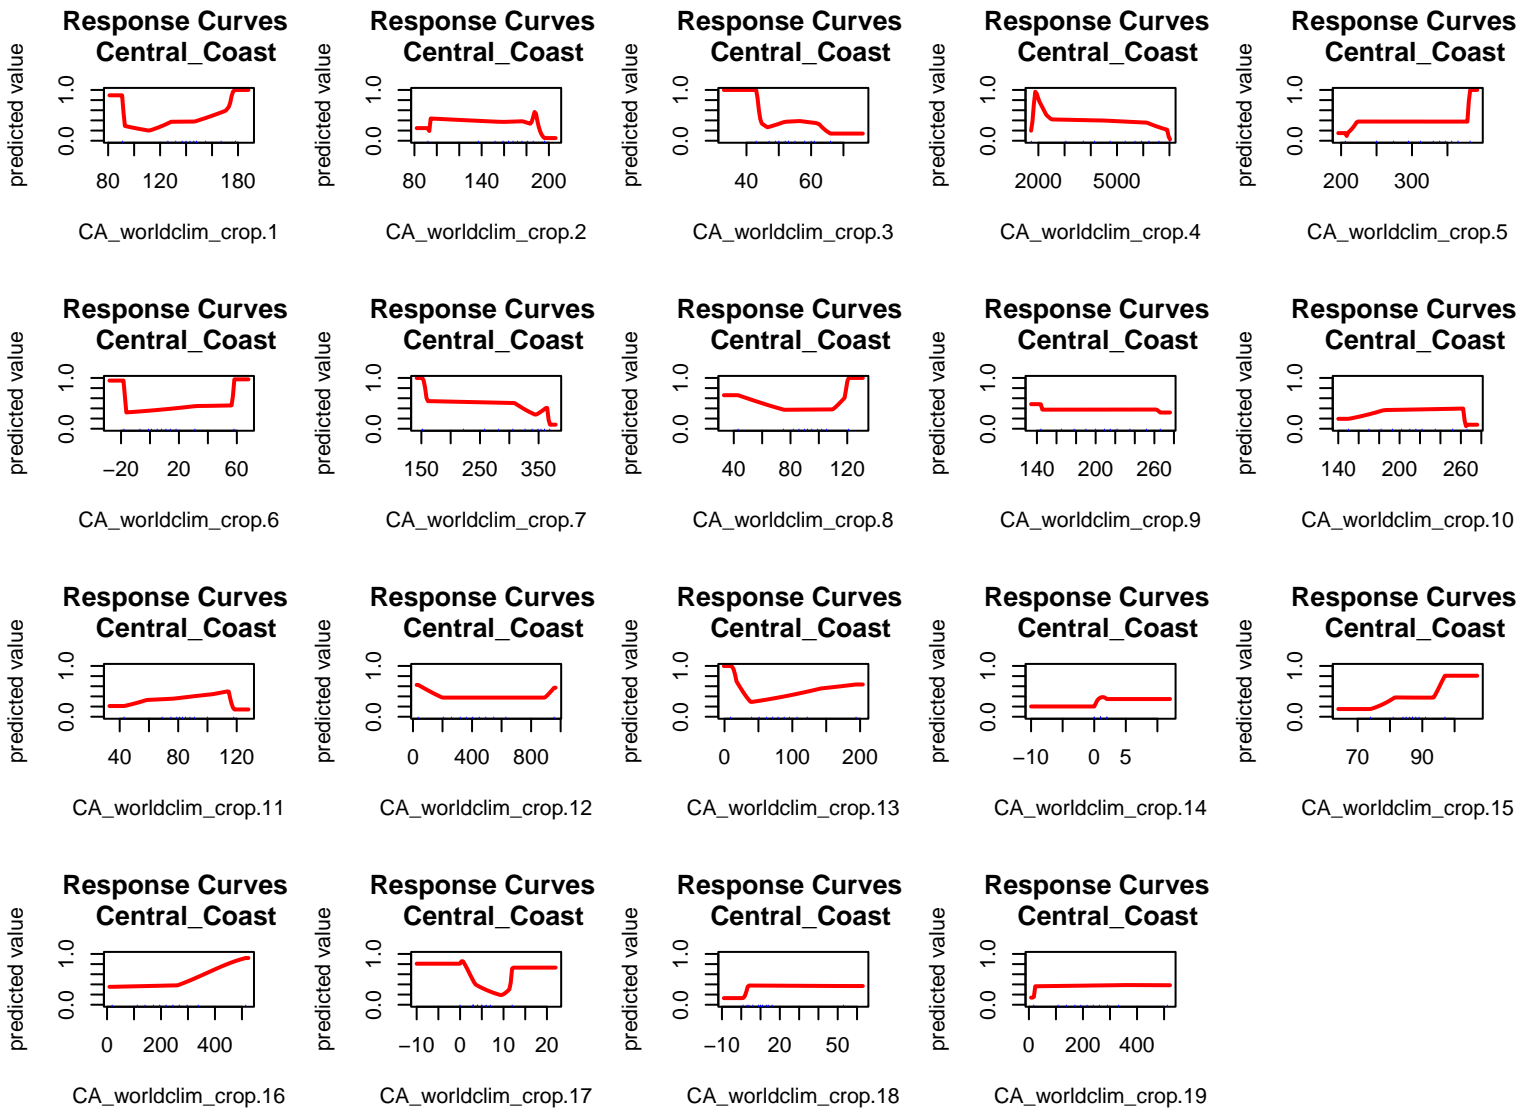 Response Curves
Central_Coast
predicted value
0.0 1.0
80 120 180
CA_worldclim_crop.1
Response Curves
Central_Coast
predicted value
0.0 1.0
80 140 200
CA_worldclim_crop.2
Response Curves
Central_Coast
predicted value
0.0 1.0
40 60
CA_worldclim_crop.3
Response Curves
Central_Coast
predicted value
0.0 1.0
2000 5000
CA_worldclim_crop.4
Response Curves
Central_Coast
predicted value
0.0 1.0
200 300
CA_worldclim_crop.5
Response Curves
Central_Coast
predicted value
0.0 1.0
−20 20 60
CA_worldclim_crop.6
Response Curves
Central_Coast
predicted value
0.0 1.0
150 250 350
CA_worldclim_crop.7
Response Curves
Central_Coast
predicted value
0.0 1.0
40 80 120
CA_worldclim_crop.8
Response Curves
Central_Coast
predicted value
0.0 1.0
140 200 260
CA_worldclim_crop.9
Response Curves
Central_Coast
predicted value
0.0 1.0
140 200 260
CA_worldclim_crop.10
Response Curves
Central_Coast
predicted value
0.0 1.0
40 80 120
CA_worldclim_crop.11
Response Curves
Central_Coast
predicted value
0.0 1.0
0 400 800
CA_worldclim_crop.12
Response Curves
Central_Coast
predicted value
0.0 1.0
0 100 200
CA_worldclim_crop.13
Response Curves
Central_Coast
predicted value
0.0 1.0
−10 0 5
CA_worldclim_crop.14
Response Curves
Central_Coast
predicted value
0.0 1.0
70 90
CA_worldclim_crop.15
Response Curves
Central_Coast
predicted value
0.0 1.0
0 200 400
CA_worldclim_crop.16
Response Curves
Central_Coast
predicted value
0.0 1.0
−10 0 10 20
CA_worldclim_crop.17
Response Curves
Central_Coast
predicted value
0.0 1.0
−10 20 50
CA_worldclim_crop.18
Response Curves
Central_Coast
predicted value
0.0 1.0
0 200 400
CA_worldclim_crop.19